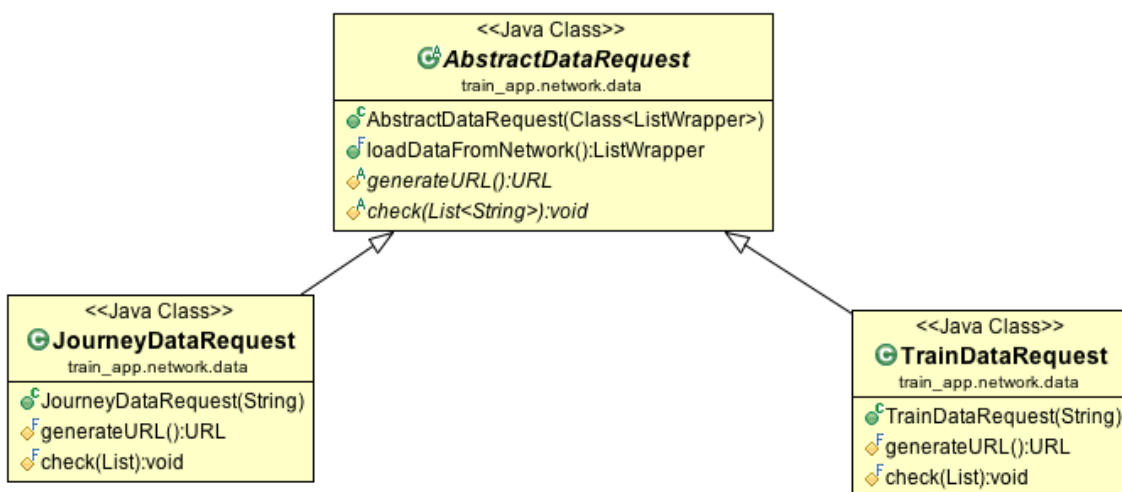 <<Java Class>>
AbstractDataRequest
train_app.network.data
AbstractDataRequest(Class<ListWrapper>)
loadDataFromNetwork():ListWrapper
generateURL():URL
check(List<String>):void
<<Java Class>>
JourneyDataRequest
train_app.network.data
JourneyDataRequest(String)
generateURL():URL
check(List):void
<<Java Class>>
TrainDataRequest
train_app.network.data
TrainDataRequest(String)
generateURL():URL
check(List):void